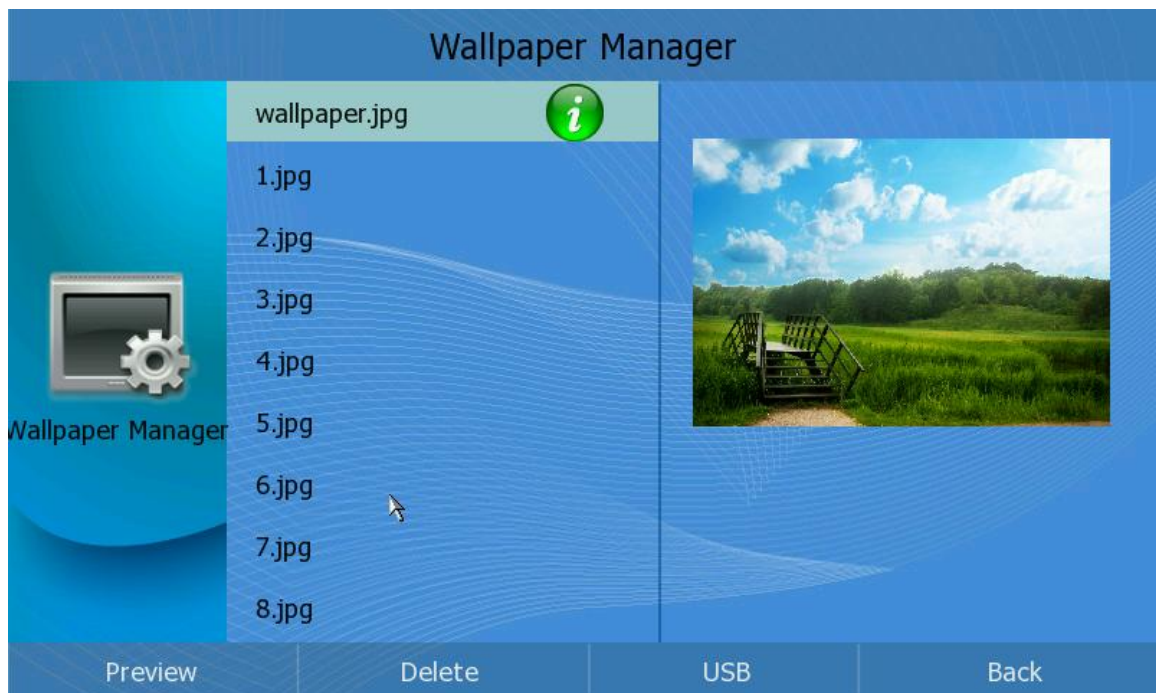 Wallpaper Manager
wallpaper.jpg
1.jpg
2.jpg
3.jpg
4.jpg
5.jpg
6.jpg
7.jpg
8.jpg
Wallpaper Manager
Preview
Delete
USB
Back